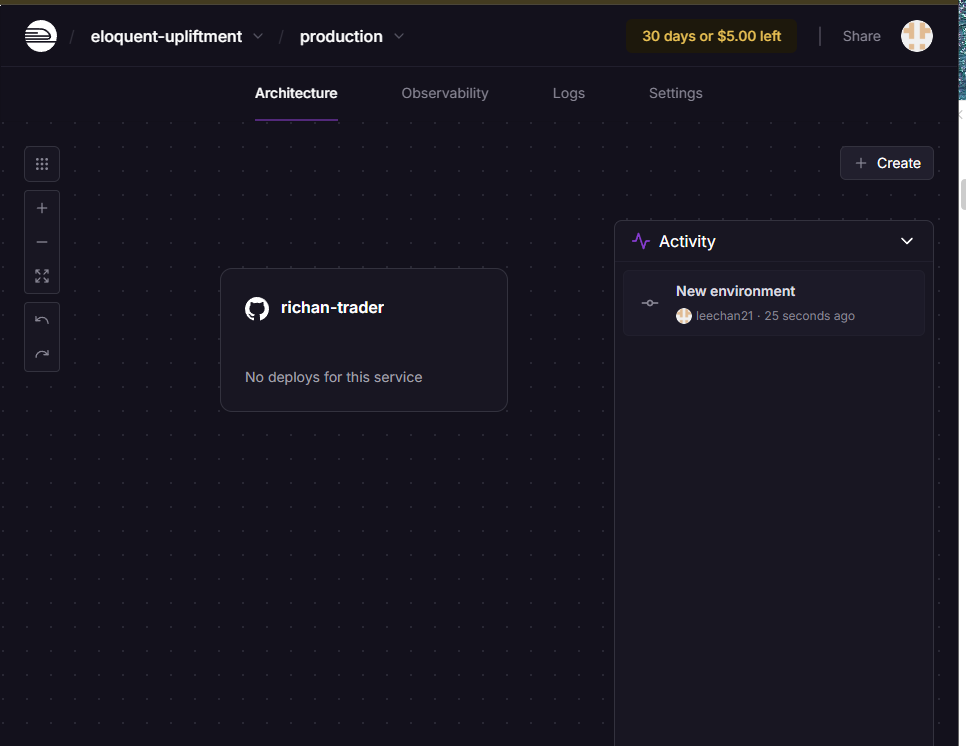 / eloquent-upliftment / production 30 days or $5.00 left Share
Architecture Observability Logs Settings
+ Create
Activity
New environment
leechan21 · 25 seconds ago
richan-trader
No deploys for this service